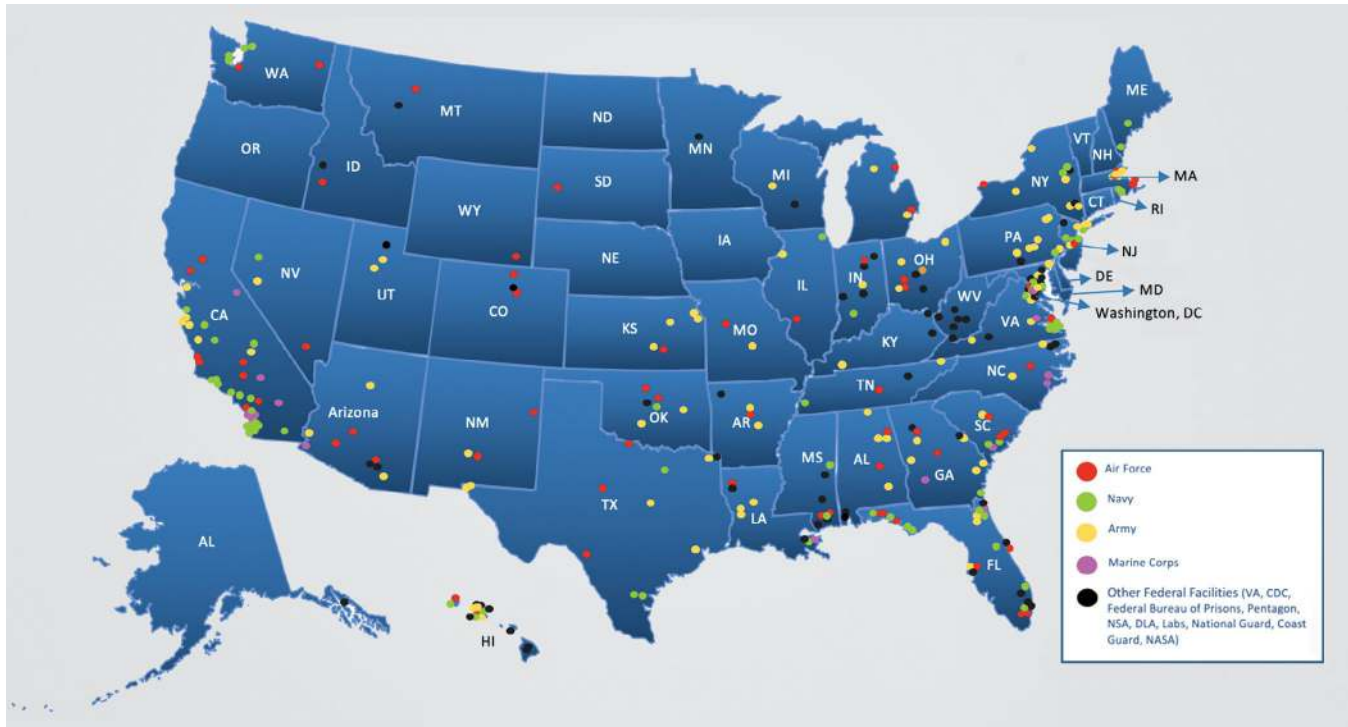 WA
MT
ND
MN
ME
VT
NH
OR
ID
SD
MI
NY
MA
WY
CT
RI
IA
PA
NE
NJ
NV
OH
IN
IL
DE
UT
WV
MD
CO
Washington, DC
CA
VA
KS
MO
KY
NC
TN
Arizona
OK
NM
AR
SC
MS
AL
GA
TX
LA
FL
AL
HI
Air Force
Navy
Army
Marine Corps
Other Federal Facilities (VA, CDC,
Federal Bureau of Prisons, Pentagon,
NSA, DLA, Labs, National Guard, Coast
Guard, NASA)